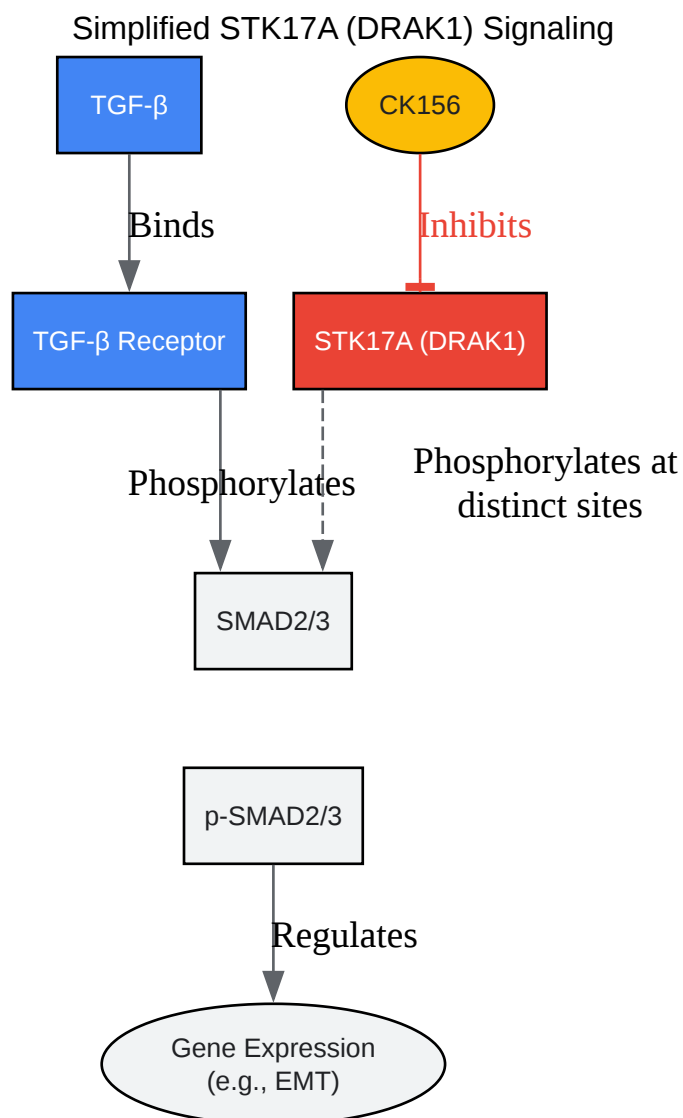 Simplified STK17A (DRAK1) Signaling
TGF-β
CK156
Binds
Inhibits
TGF-β Receptor
STK17A (DRAK1)
Phosphorylates
Phosphorylates at
distinct sites
SMAD2/3
p-SMAD2/3
Regulates
Gene Expression
(e.g., EMT)